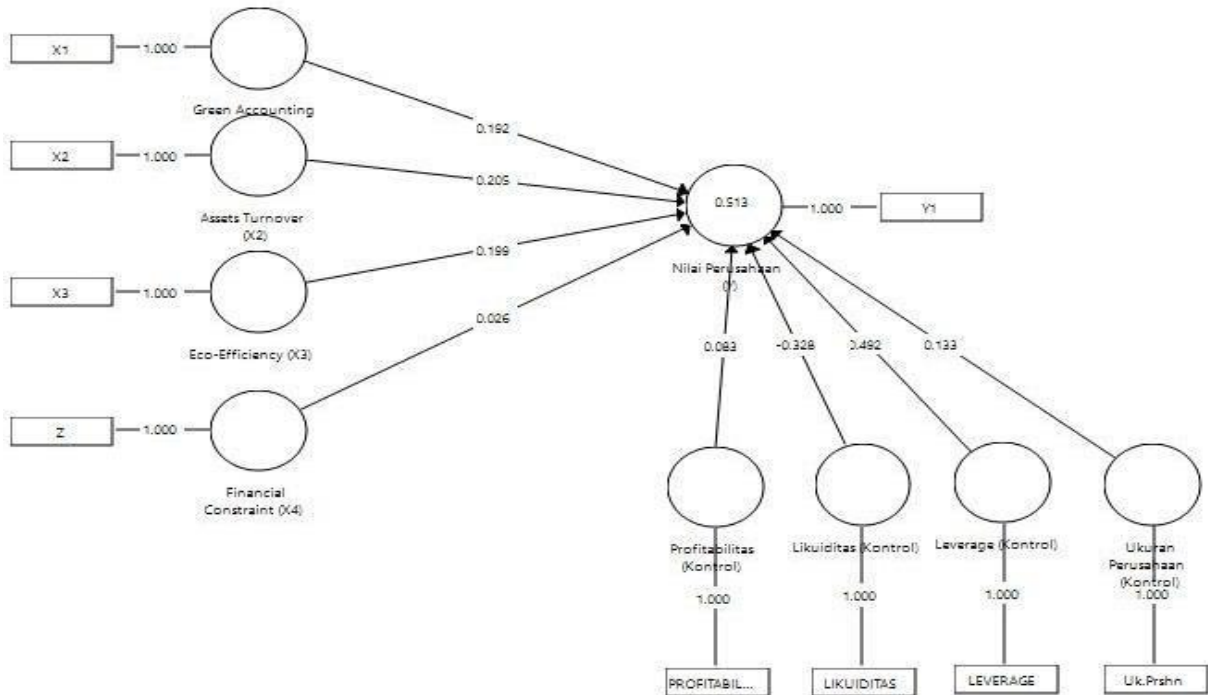 X1
1.000
Green Accounting
0.192
X2
1.000
0.205
Assets Turnover
(X2)
0.513
1.000
Y1
Nilai Perusahaan
(Y)
X3
1.000
0.199
Eco-Efficiency (X3)
0.026
0.083
-0.328
0.492
0.133
Z
1.000
Financial
Constraint (X4)
Profitabilitas
(Kontrol)
Likuiditas (Kontrol)
Leverage (Kontrol)
Ukuran
Perusahaan
(Kontrol)
1.000
1.000
1.000
1.000
PROFITABIL...
LIKUIDITAS
LEVERAGE
Uk.Prshn